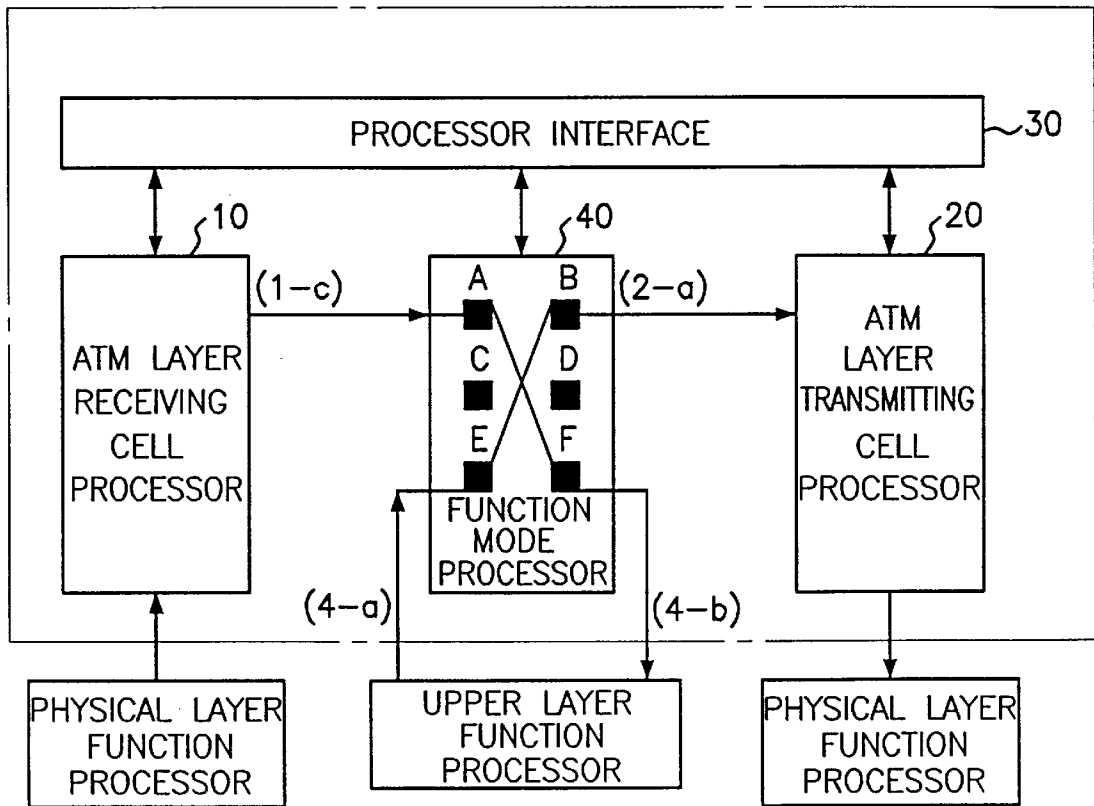 PROCESSOR INTERFACE
30
10
40
20
(1-c)
(2-a)
A B
C D
E F
ATM LAYER
RECEIVING
CELL
PROCESSOR
FUNCTION
MODE
PROCESSOR
ATM
LAYER
TRANSMITTING
CELL
PROCESSOR
(4-a)
(4-b)
PHYSICAL LAYER
FUNCTION
PROCESSOR
UPPER LAYER
FUNCTION
PROCESSOR
PHYSICAL LAYER
FUNCTION
PROCESSOR